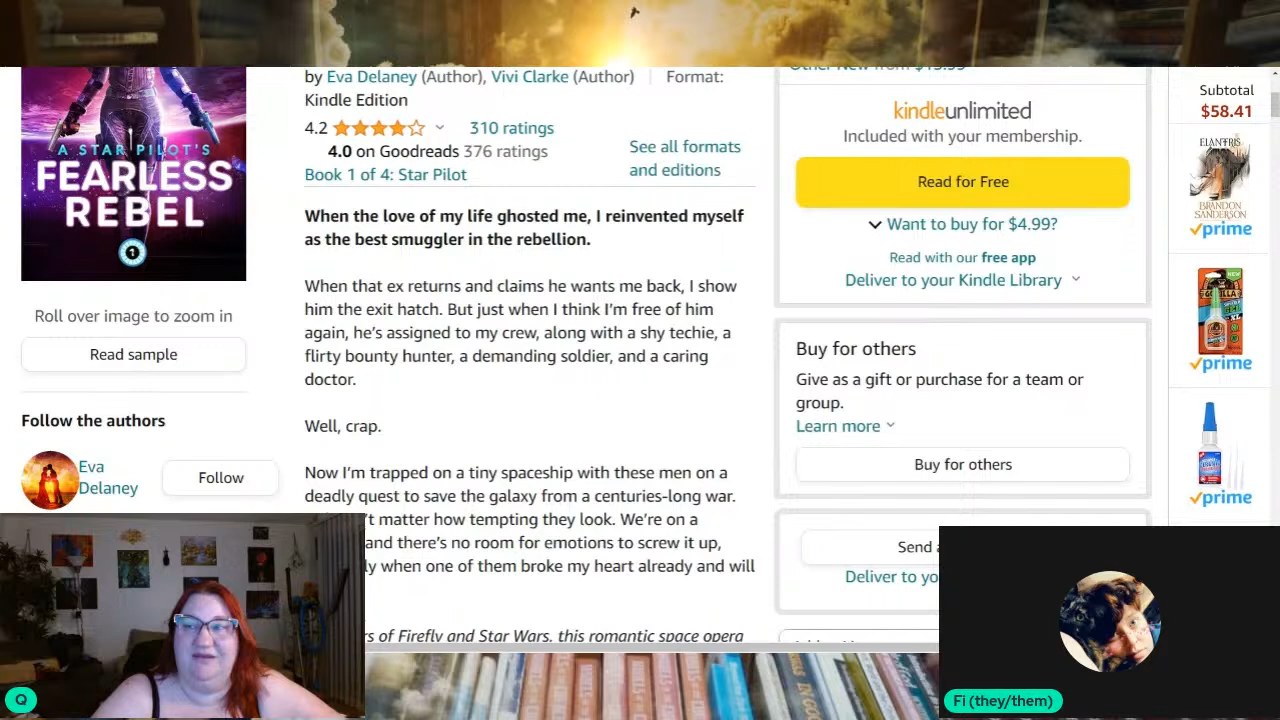 A STAR PILOT'S
FEARLESS
REBEL
1
Roll over image to zoom in
Read sample
Follow the authors
Eva
Delaney
Follow
by Eva Delaney (Author), Vivi Clarke (Author) | Format:
Kindle Edition
4.2 310 ratings
4.0 on Goodreads 376 ratings
Book 1 of 4: Star Pilot
See all formats
and editions
When the love of my life ghosted me, I reinvented myself
as the best smuggler in the rebellion.
When that ex returns and claims he wants me back, I show
him the exit hatch. But just when I think I'm free of him
again, he's assigned to my crew, along with a shy techie, a
flirty bounty hunter, a demanding soldier, and a caring
doctor.
Well, crap.
Now I'm trapped on a tiny spaceship with these men on a
deadly quest to save the galaxy from a centuries-long war.
matter how tempting they look. We're on a
and there's no room for emotions to screw it up,
when one of them broke my heart already and will
of Firefly and Star Wars, this romantic space opera
kindleunlimited
Included with your membership.
Read for Free
Want to buy for $4.99?
Read with our free app
Deliver to your Kindle Library
Buy for others
Give as a gift or purchase for a team or
group.
Learn more
Buy for others
Send
Deliver to
Subtotal
$58.41
ELANTRIS
BRANDON
SANDERSON
prime
GORILLA
prime
prime
Q
Fi (they/them)